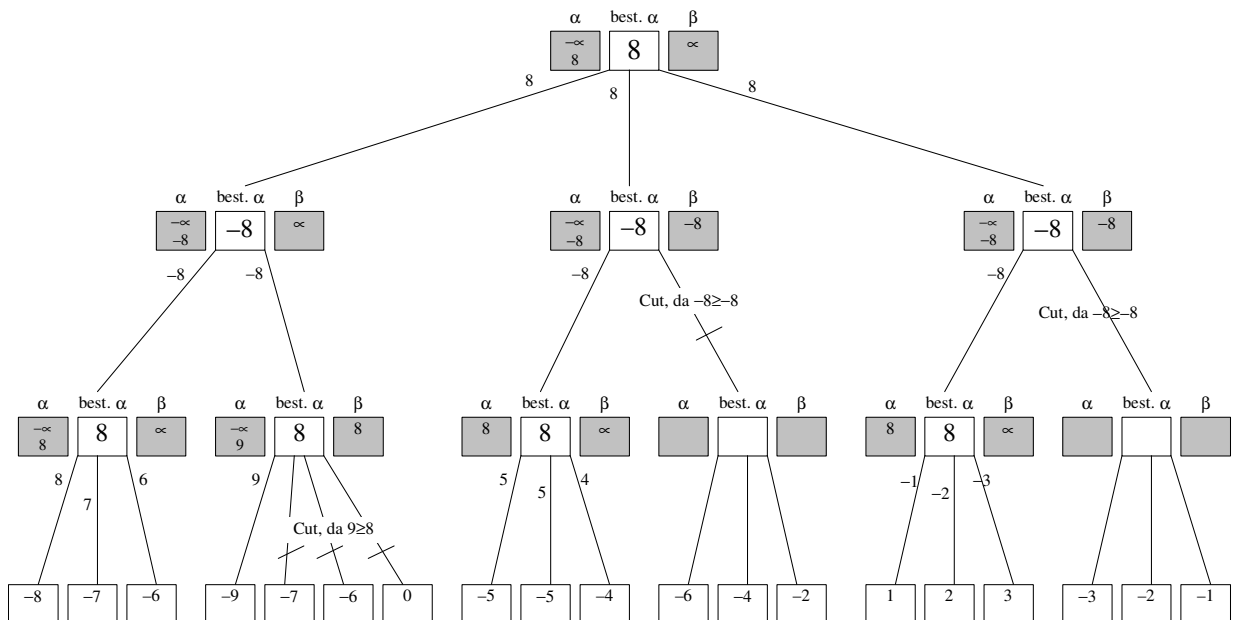 α best. α β
−∝ 8 ∝
8
8 8 8
α best. α β α best. α β α best. α β
−∝ −8 ∝ −∝ −8 −8 −∝ −8 −8
−8 −8 −8
−8 −8 −8 −8
Cut, da −8≥−8 Cut, da −8≥−8
α best. α β α best. α β α best. α β α best. α β α best. α β α best. α β
−∝ 8 ∝ −∝ 8 8 8 8 ∝ 8 8 ∝
8 9
8 7 6 9 5 5 4 −1 −2 −3
Cut, da 9≥8
−8 −7 −6 −9 −7 −6 0 −5 −5 −4 −6 −4 −2 1 2 3 −3 −2 −1